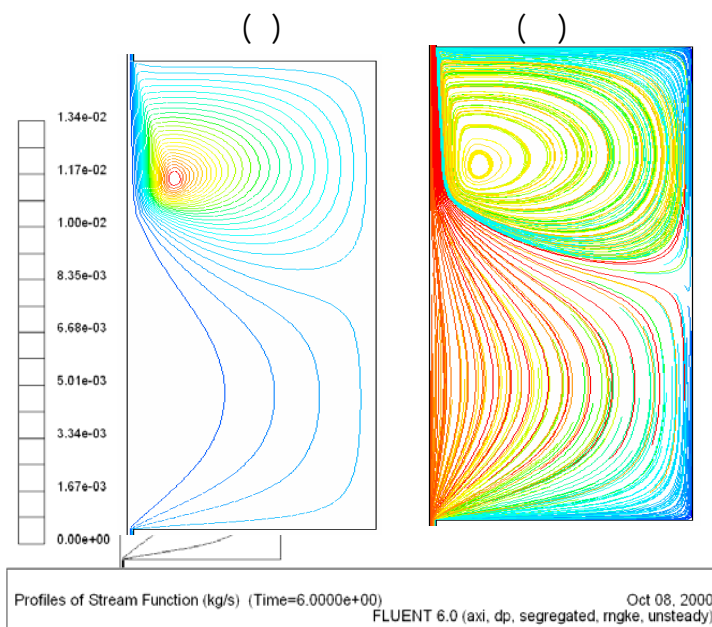 ( ) ( )
1.34e-02
1.17e-02
1.00e-02
8.35e-03
6.68e-03
5.01e-03
3.34e-03
1.67e-03
0.00e+00
Profiles of Stream Function (kg/s) (Time=6.0000e+00) Oct 08, 2000
FLUENT 6.0 (axi, dp, segregated, rngke, unsteady)